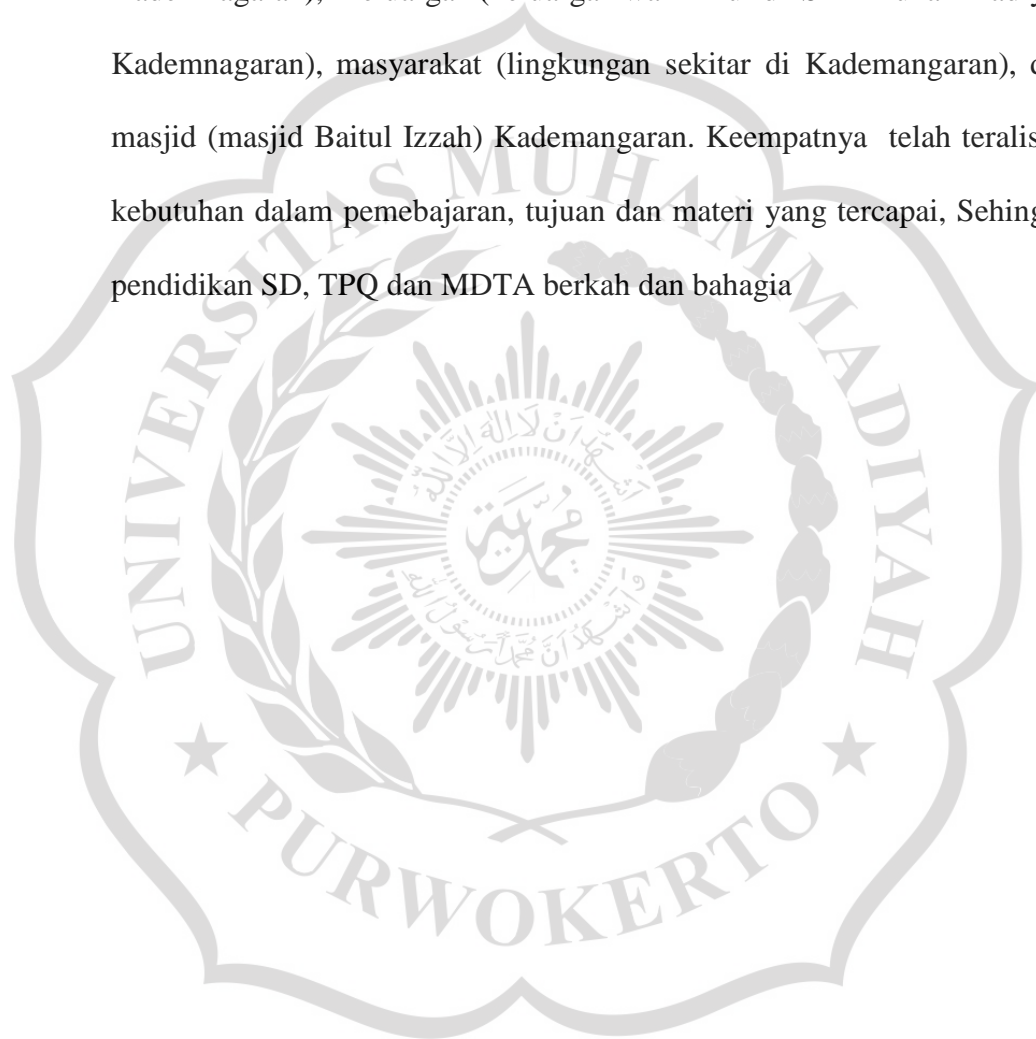 Kademnagaran), masyarakat (lingkungan sekitar di Kademangaran),
masjid (masjid Baitul Izzah) Kademangaran. Keempatnya telah teralis
kebutuhan dalam pemebajaran, tujuan dan materi yang tercapai, Sehing
pendidikan SD, TPQ dan MDTA berkah dan bahagia
UNIVERSITAS MUHAMMADIYAH
PURWOKERTO